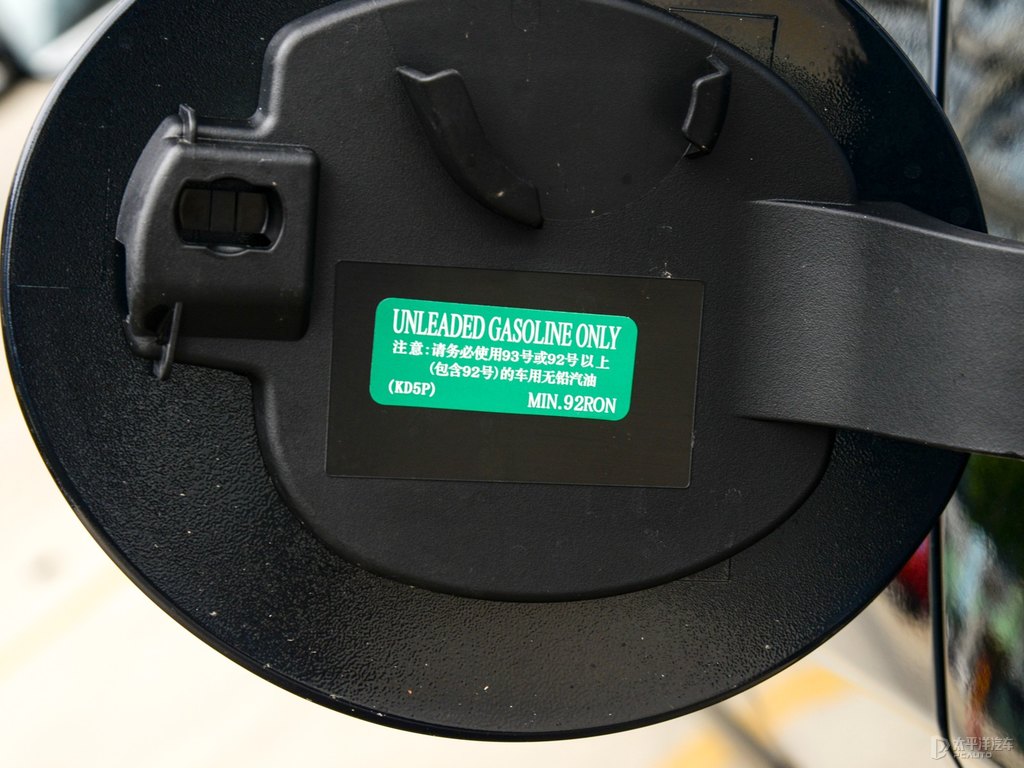 UNLEADED GASOLINE ONLY
注意:请务必使用93号或92号以上
(包含92号)的车用无铅汽油
(KD5P)
MIN.92RON
太平洋汽车
PCAUTO